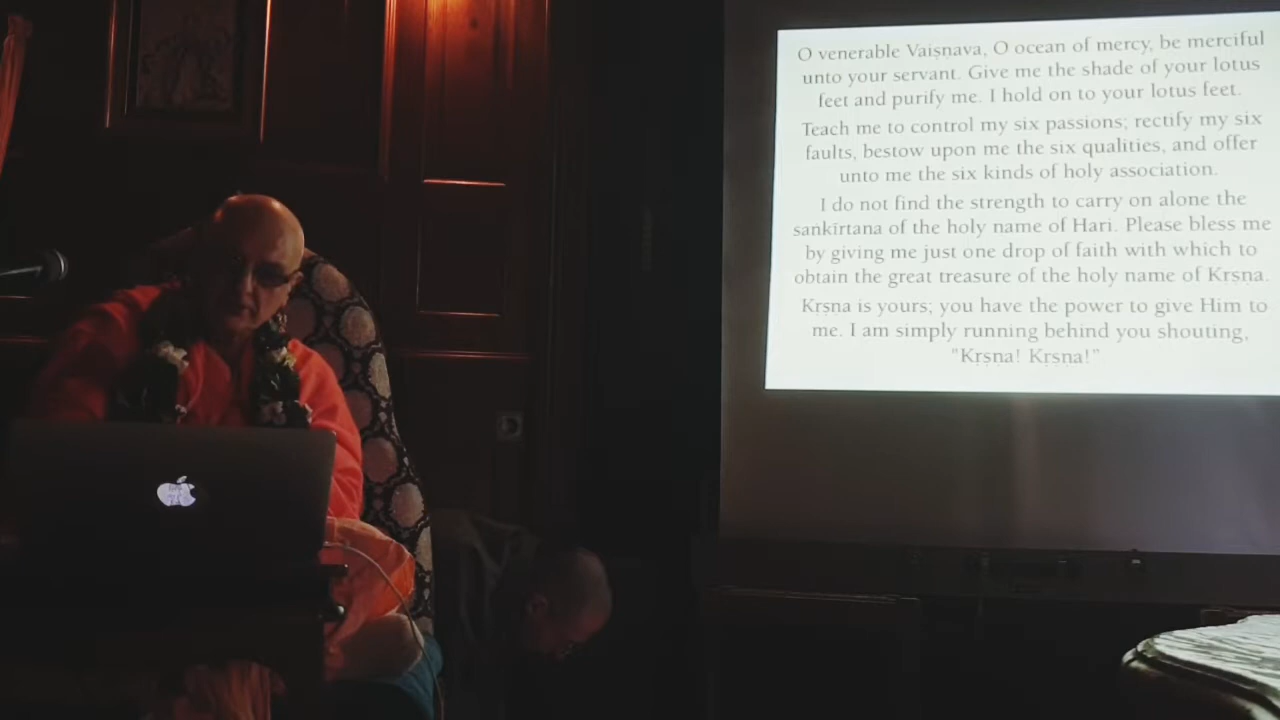 O venerable Vaiṣṇava, O ocean of mercy, be merciful
unto your servant. Give me the shade of your lotus
feet and purify me. I hold on to your lotus feet.
Teach me to control my six passions; rectify my six
faults, bestow upon me the six qualities, and offer
unto me the six kinds of holy association.
I do not find the strength to carry on alone the
saṅkīrtana of the holy name of Hari. Please bless me
by giving me just one drop of faith with which to
obtain the great treasure of the holy name of Kṛṣṇa.
Kṛṣṇa is yours; you have the power to give Him to
me. I am simply running behind you shouting,
"Kṛṣṇa! Kṛṣṇa!"